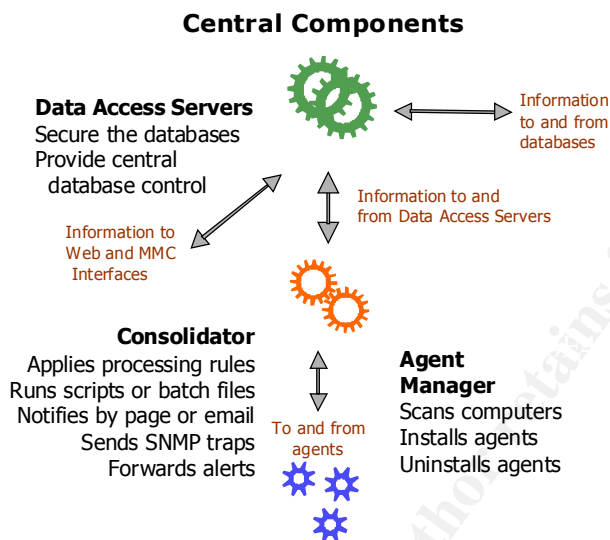 Central Components
Data Access Servers
Secure the databases
Provide central
database control
Information
to and from
databases
Information to and
from Data Access Servers
Information to
Web and MMC
Interfaces
Consolidator
Applies processing rules
Runs scripts or batch files
Notifies by page or email
Sends SNMP traps
Forwards alerts
To and from
agents
Agent
Manager
Scans computers
Installs agents
Uninstalls agents
thor retains